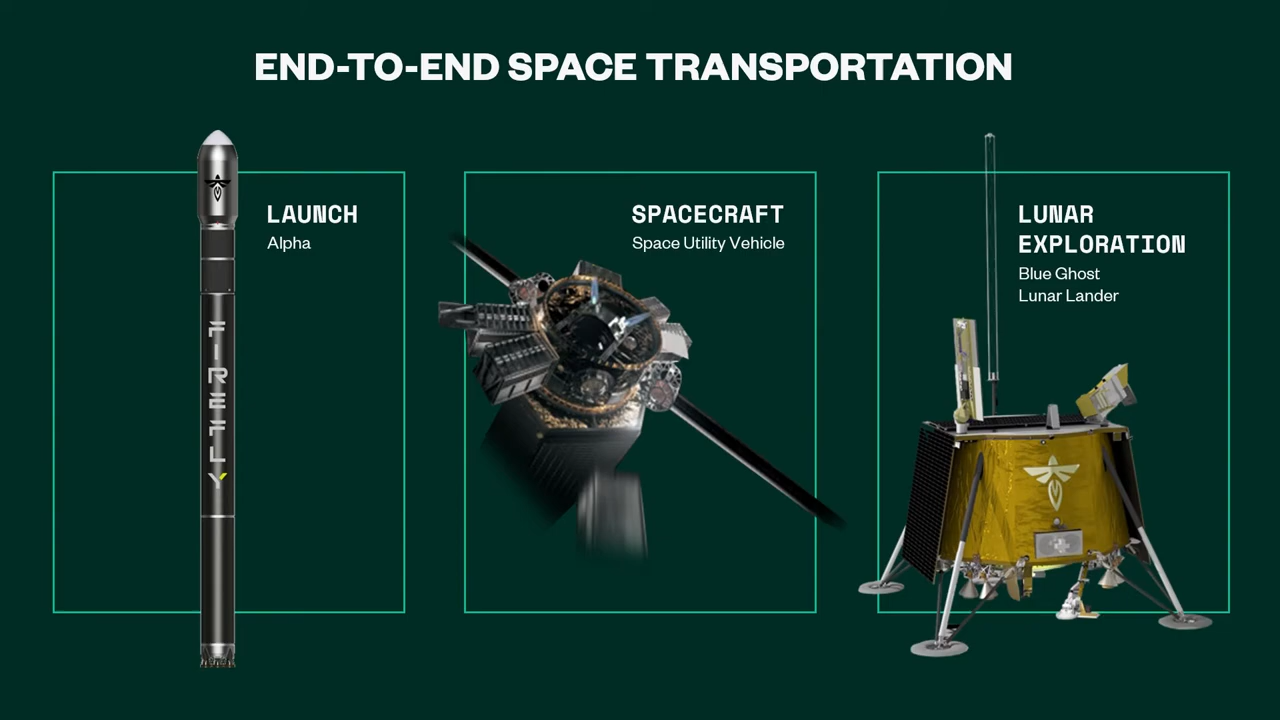 END-TO-END SPACE TRANSPORTATION
LAUNCH
Alpha
FIREFLY
SPACECRAFT
Space Utility Vehicle
LUNAR
EXPLORATION
Blue Ghost
Lunar Lander